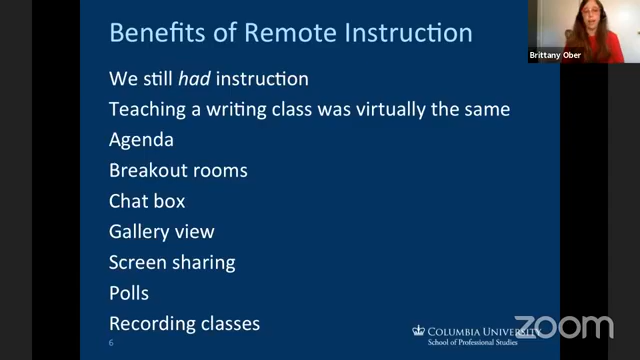 Benefits of Remote Instruction
Brittany Ober
We still had instruction
Teaching a writing class was virtually the same
Agenda
Breakout rooms
Chat box
Gallery view
Screen sharing
Polls
Recording classes
6
COLUMBIA UNIVERSITY
School of Professional Studies
zoom